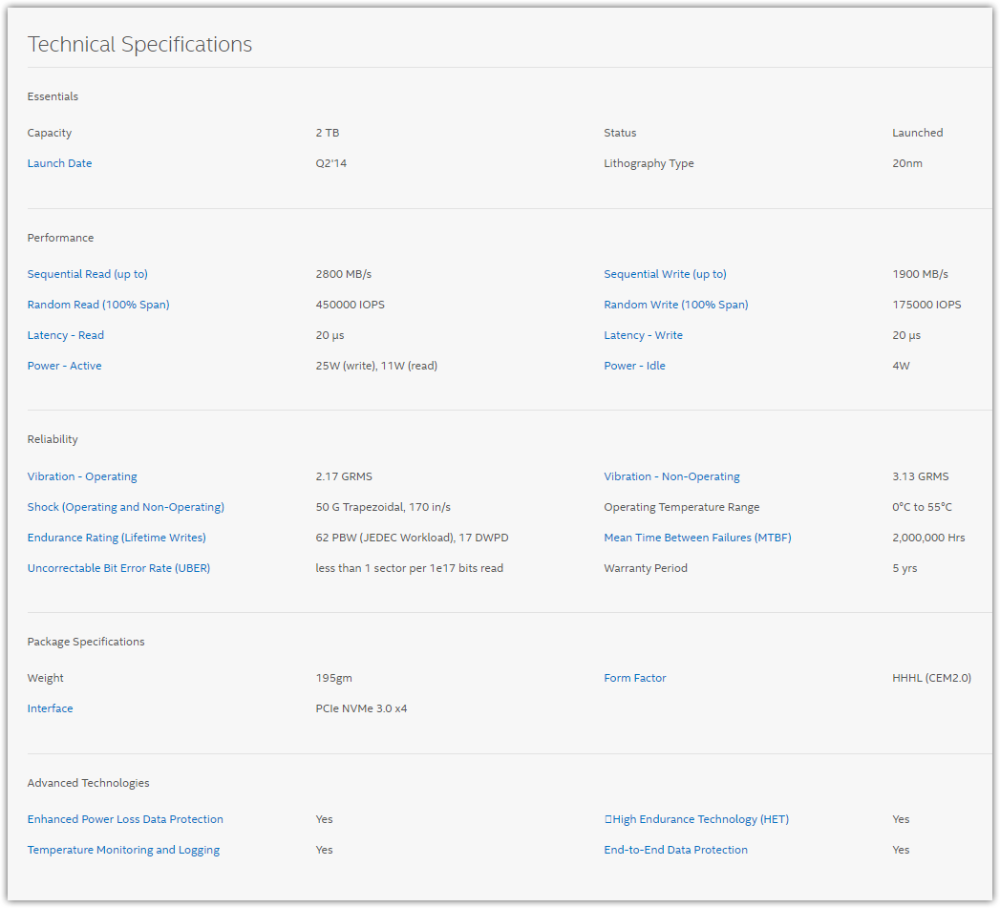 Technical Specifications
Essentials
Capacity 2 TB Status Launched
Launch Date Q2'14 Lithography Type 20nm
Performance
Sequential Read (up to) 2800 MB/s Sequential Write (up to) 1900 MB/s
Random Read (100% Span) 450000 IOPS Random Write (100% Span) 175000 IOPS
Latency - Read 20 µs Latency - Write 20 µs
Power - Active 25W (write), 11W (read) Power - Idle 4W
Reliability
Vibration - Operating 2.17 GRMS Vibration - Non-Operating 3.13 GRMS
Shock (Operating and Non-Operating) 50 G Trapezoidal, 170 in/s Operating Temperature Range 0°C to 55°C
Endurance Rating (Lifetime Writes) 62 PBW (JEDEC Workload), 17 DWPD Mean Time Between Failures (MTBF) 2,000,000 Hrs
Uncorrectable Bit Error Rate (UBER) less than 1 sector per 1e17 bits read Warranty Period 5 yrs
Package Specifications
Weight 195gm Form Factor HHHL (CEM2.0)
Interface PCIe NVMe 3.0 x4
Advanced Technologies
Enhanced Power Loss Data Protection Yes High Endurance Technology (HET) Yes
Temperature Monitoring and Logging Yes End-to-End Data Protection Yes